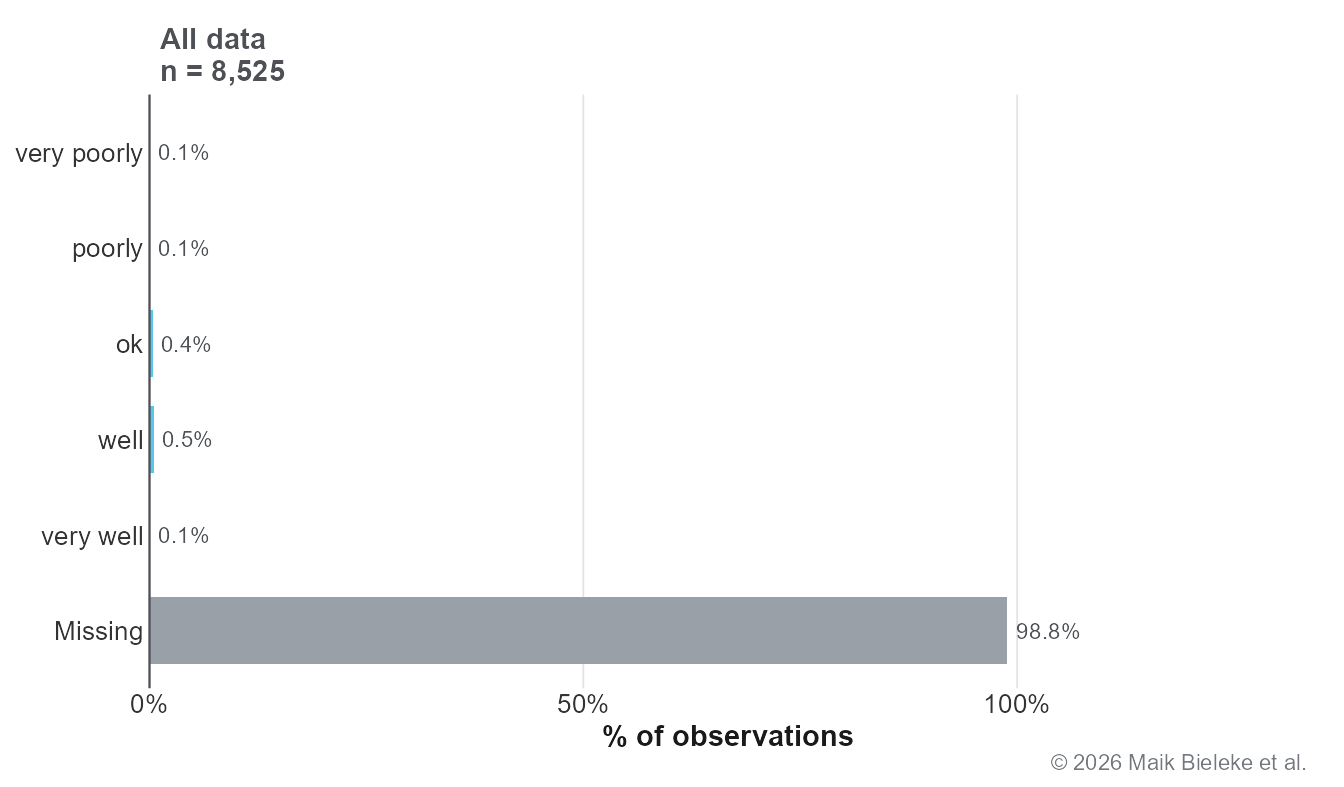 All data
n = 8,525
very poorly 0.1%
poorly 0.1%
ok 0.4%
well 0.5%
very well 0.1%
Missing 98.8%
0% 50% 100%
% of observations
© 2026 Maik Bieleke et al.